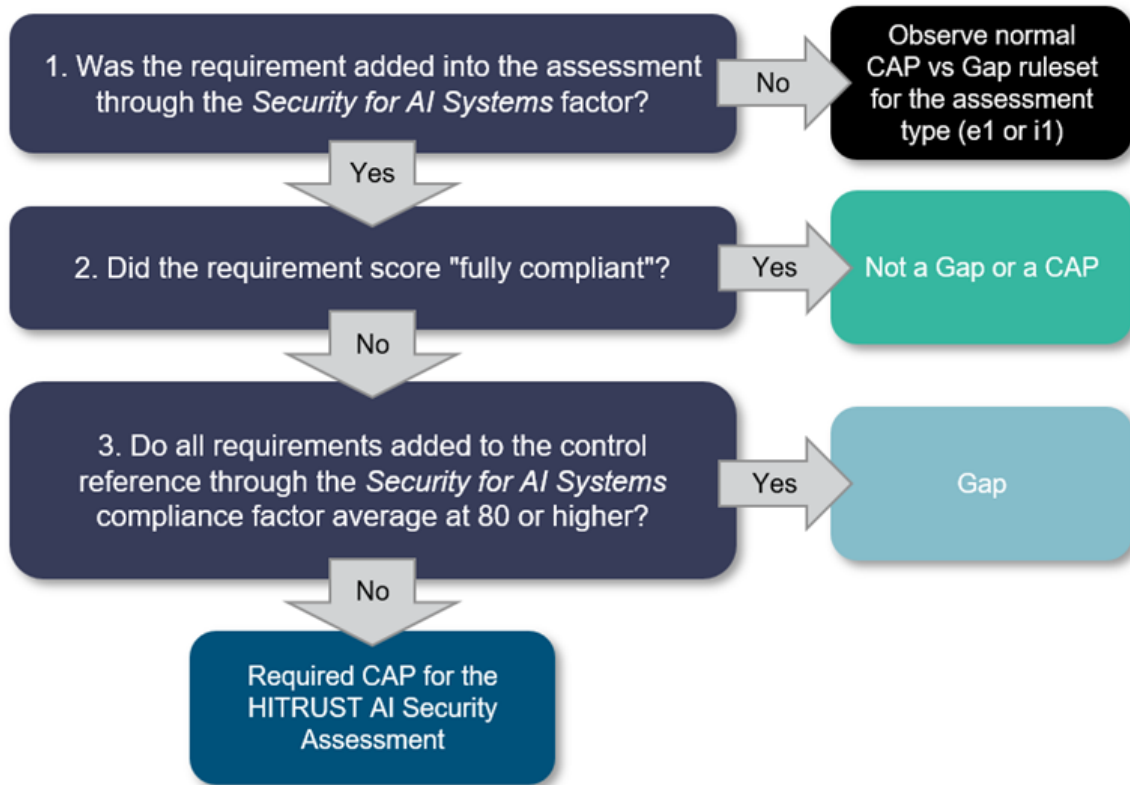 1. Was the requirement added into the assessment
through the Security for AI Systems factor?
No
Observe normal
CAP vs Gap ruleset
for the assessment
type (e1 or i1)
Yes
2. Did the requirement score "fully compliant"?
Yes
Not a Gap or a CAP
No
3. Do all requirements added to the control
reference through the Security for AI Systems
compliance factor average at 80 or higher?
Yes
Gap
No
Required CAP for the
HITRUST AI Security
Assessment